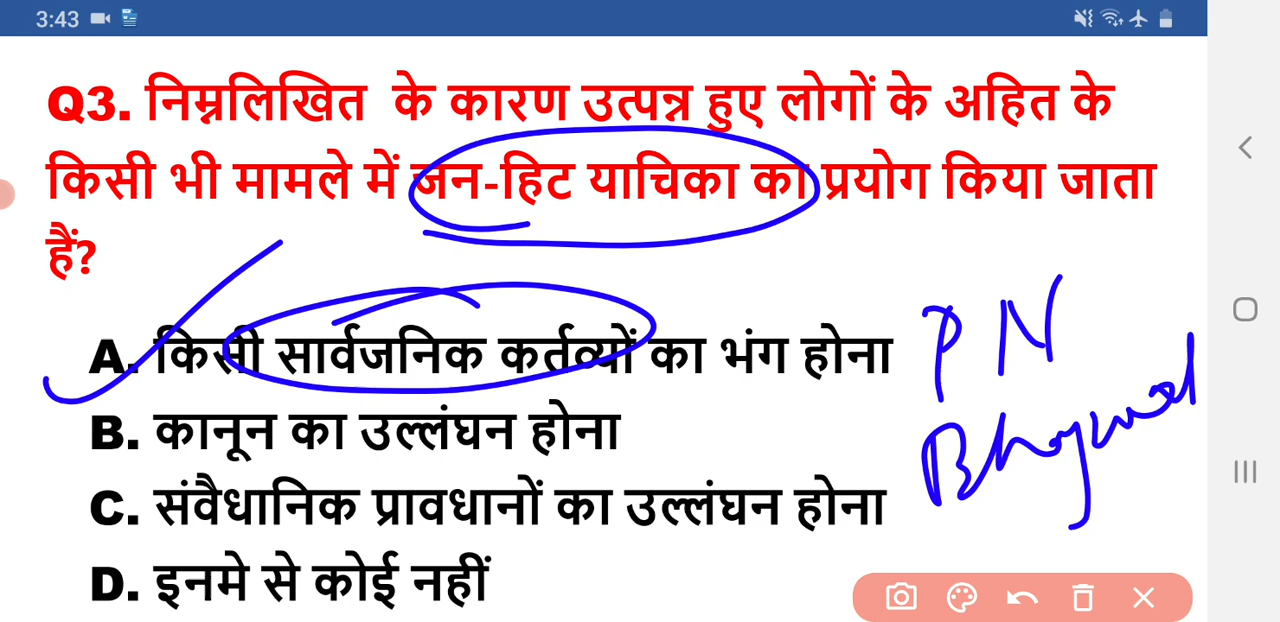 3:43
Q3. निम्नलिखित के कारण उत्पन्न हुए लोगों के अहित के
किसी भी मामले में जन-हिट याचिका का प्रयोग किया जाता
हैं?
A. किसी सार्वजनिक कर्तव्यों का भंग होना
B. कानून का उल्लंघन होना
C. संवैधानिक प्रावधानों का उल्लंघन होना
D. इनमे से कोई नहीं
P N
Bhagwati